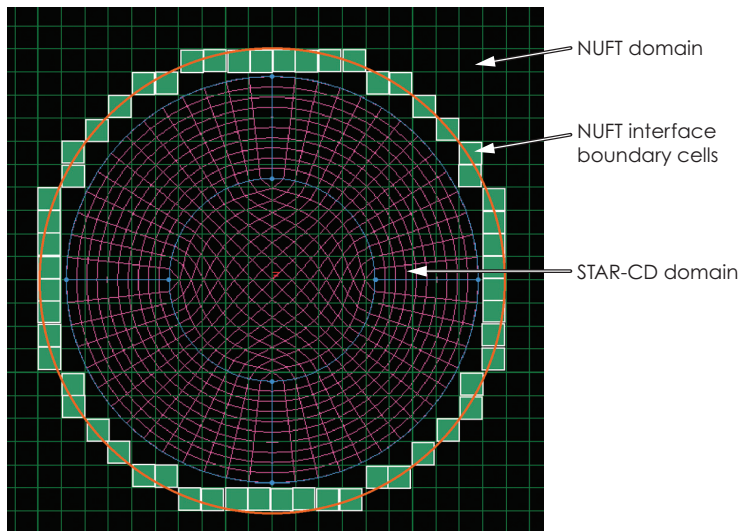 NUFT domain
NUFT interface
boundary cells
STAR-CD domain